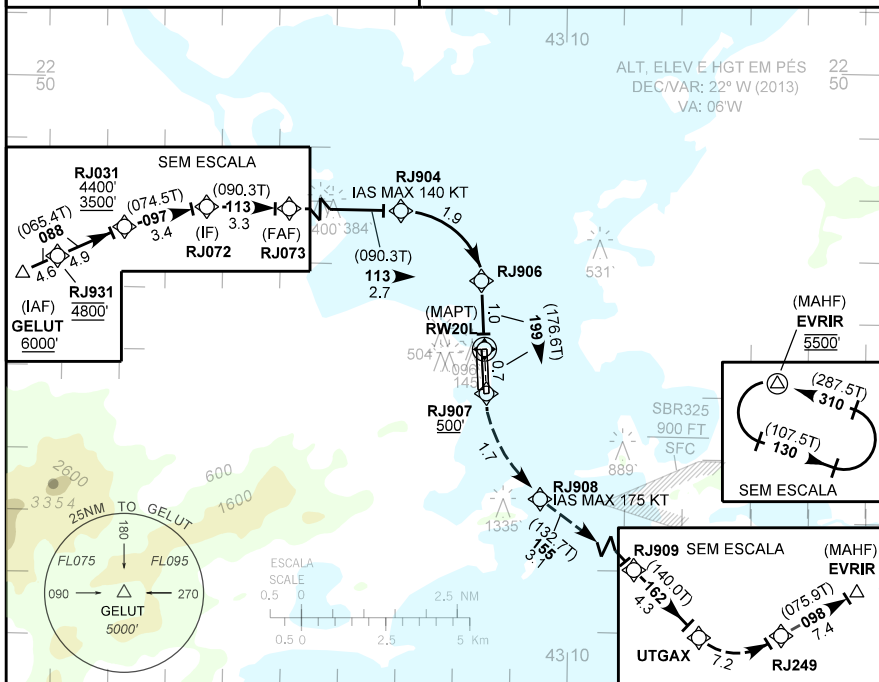 43 10
ALT, ELEV E HGT EM PÉS
22
50
DEC/VAR: 22º W (2013)
22
50
VA: 06'W
SEM ESCALA
RJ031
4400'
3500'
(065.4T)
088
4.6
4.9
(074.5T)
097
3.4
(090.3T)
113
3.3
(IF)
RJ072
(FAF)
RJ073
RJ931
4800'
(IAF)
GELUT
6000'
RJ904
IAS MAX 140 KT
400'
384'
(090.3T)
113
2.7
1.9
RJ906
531'
(MAPT)
RW20L
1.0
(176.6T)
199
504'
096
145
0.7
RJ907
500'
1.7
(MAHF)
EVRIR
5500'
(287.5T)
310
(107.5T)
130
SEM ESCALA
SBR325
900 FT
SFC
889'
RJ908
IAS MAX 175 KT
1335'
(132.7T)
155
3.1
2600
3354
600
1600
25NM TO GELUT
180
FL075
FL095
090
270
GELUT
5000'
ESCALA
SCALE
0.5 0 2.5 NM
0.5 0 5 Km
RJ909
SEM ESCALA
(MAHF)
EVRIR
(140.0T)
162
4.3
UTGAX
7.2
RJ249
(075.9T)
098
7.4
43 10